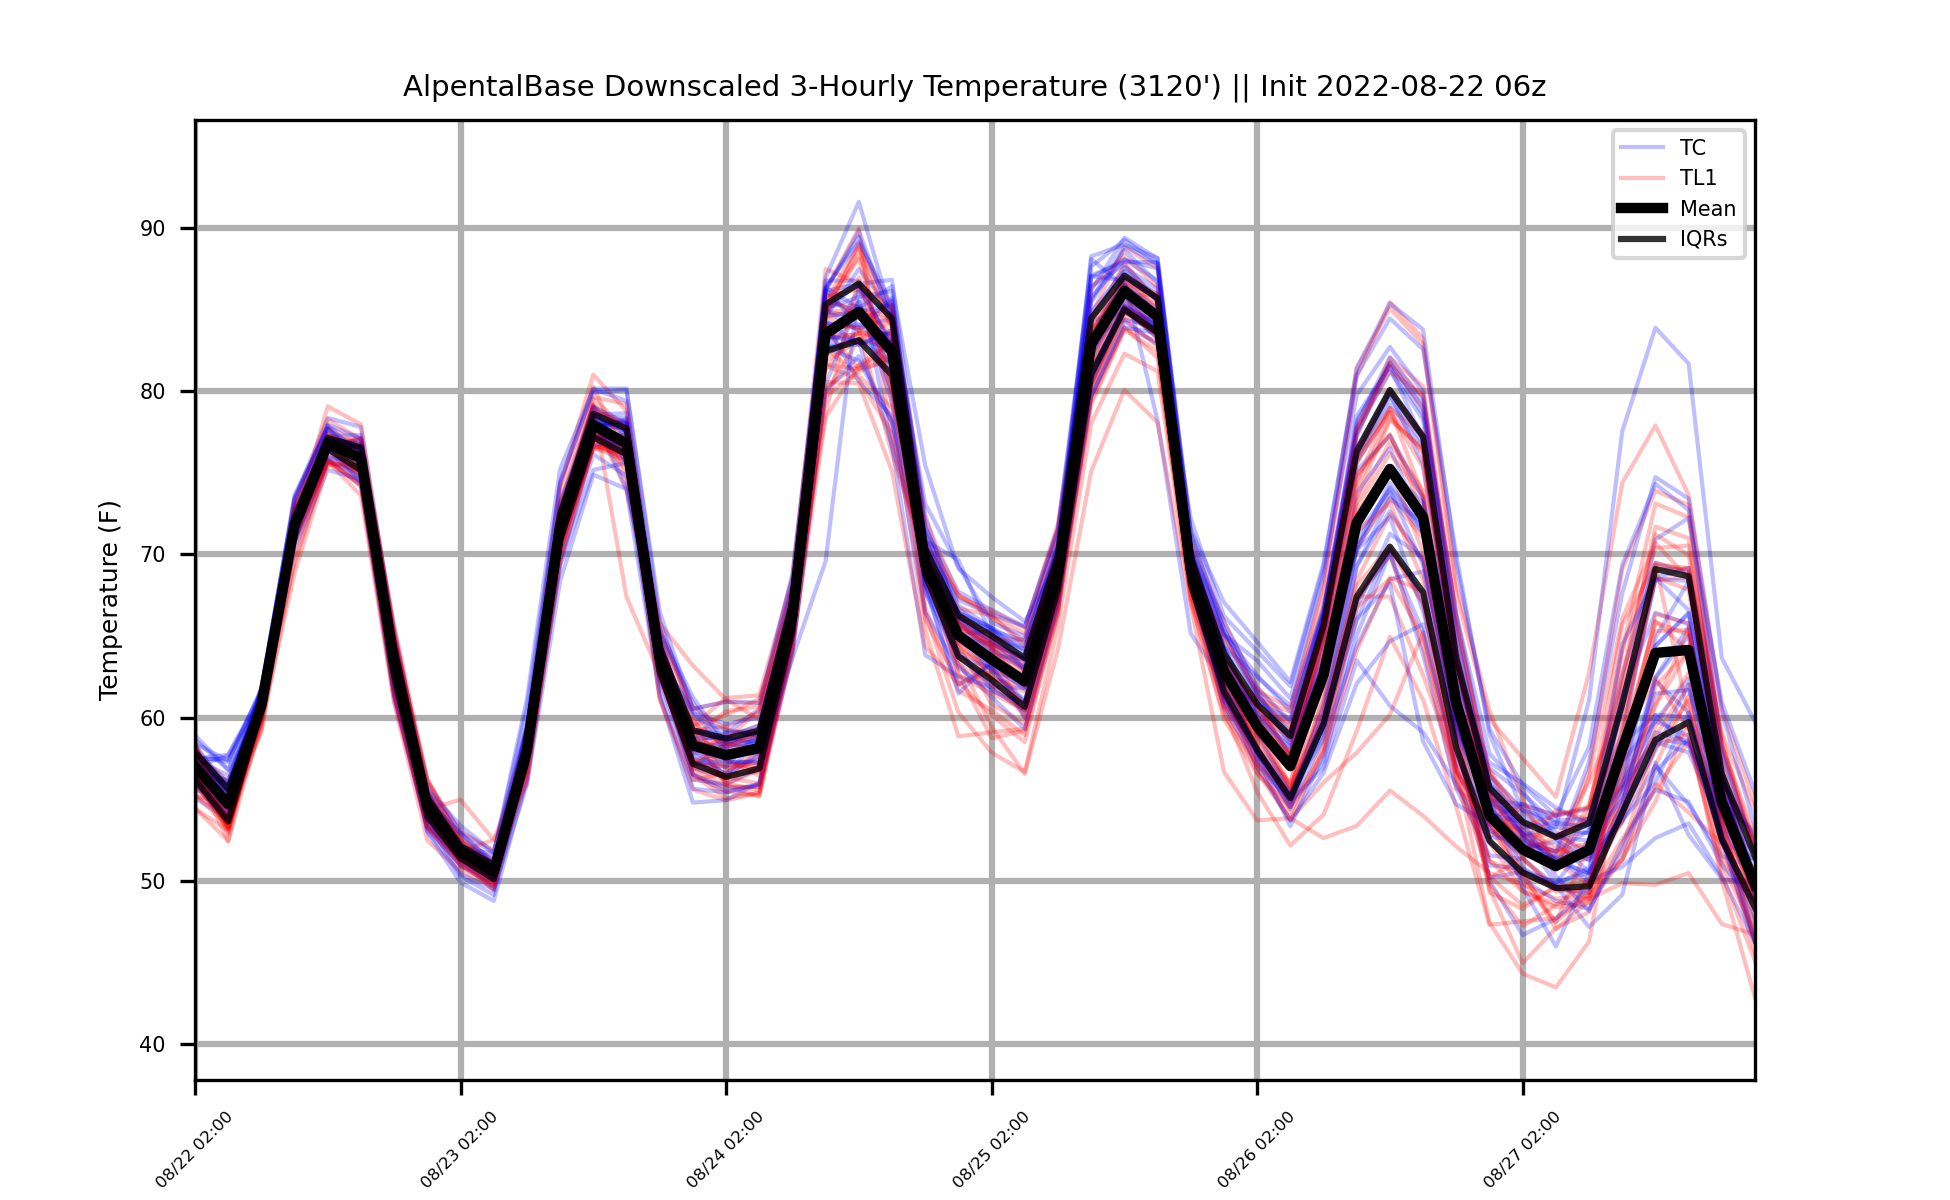 AlpentalBase Downscaled 3-Hourly Temperature (3120') || Init 2022-08-22 06z
TC
TL1
Mean
IQRs
Temperature (F)
90
80
70
60
50
40
08/22 02:00
08/23 02:00
08/24 02:00
08/25 02:00
08/26 02:00
08/27 02:00